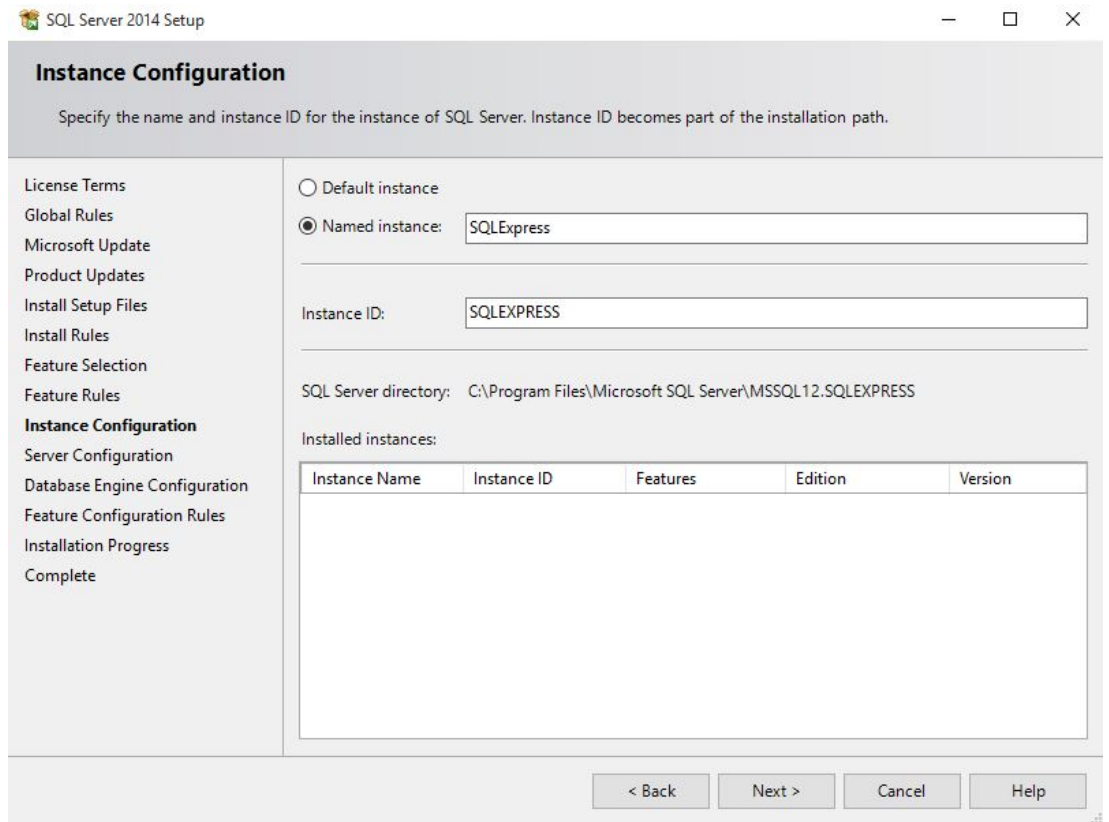 SQL Server 2014 Setup
Instance Configuration
Specify the name and instance ID for the instance of SQL Server. Instance ID becomes part of the installation path.
License Terms
Global Rules
Microsoft Update
Product Updates
Install Setup Files
Install Rules
Feature Selection
Feature Rules
Instance Configuration
Server Configuration
Database Engine Configuration
Feature Configuration Rules
Installation Progress
Complete
Default instance
Named instance: SQLExpress
Instance ID: SQLEXPRESS
SQL Server directory: C:\Program Files\Microsoft SQL Server\MSSQL12.SQLEXPRESS
Installed instances:
Instance Name Instance ID Features Edition Version
< Back Next > Cancel Help